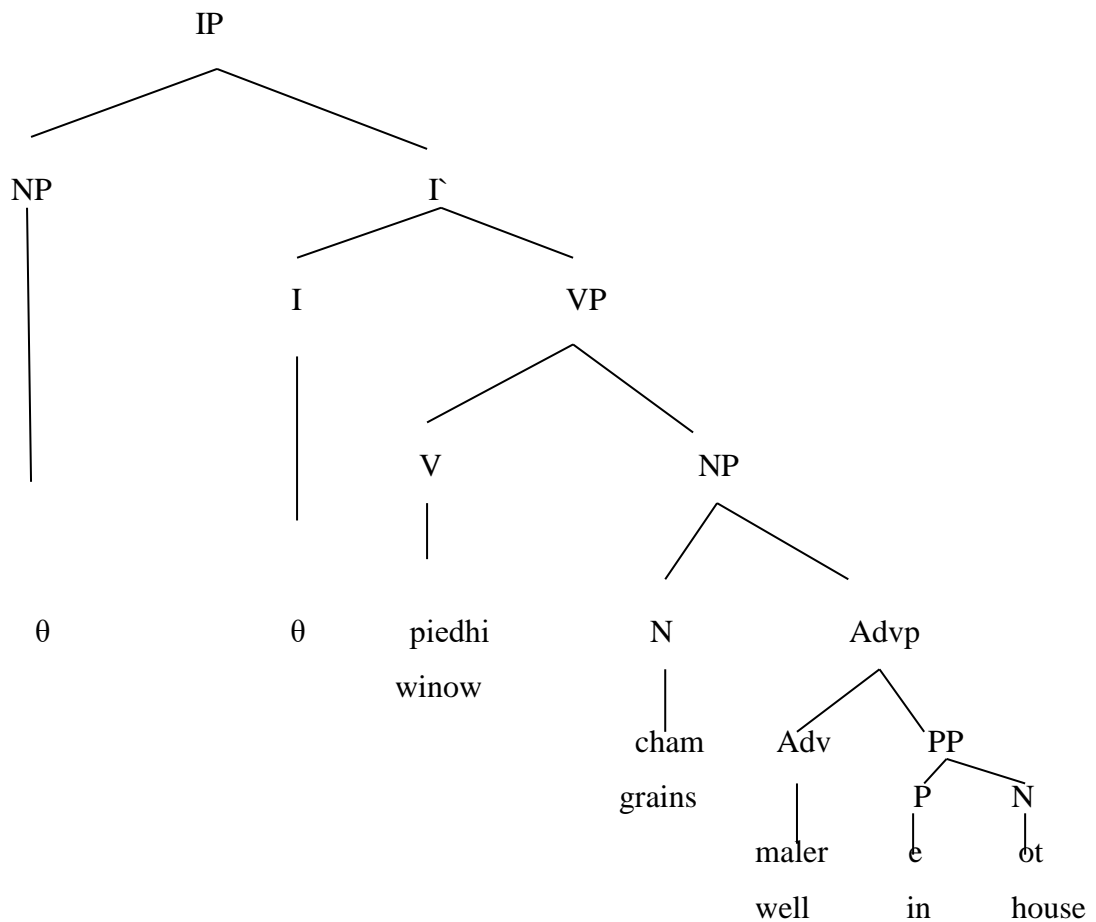 IP
NP I`
I VP
V NP
θ θ piedhi N Advp
winow
cham Adv PP
grains P N
maler e ot
well in house